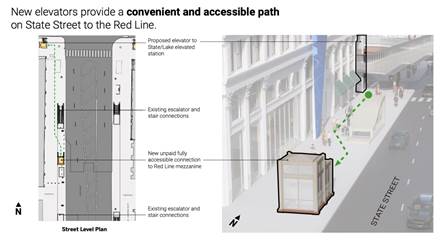 New elevators provide a convenient and accessible path
on State Street to the Red Line.
Proposed elevator to
State/Lake elevated
station
Existing escalator and
stair connections
New unpaid fully
accessible connection
to Red Line mezzanine
Existing escalator and
stair connections
N
Street Level Plan
N
STATE STREET